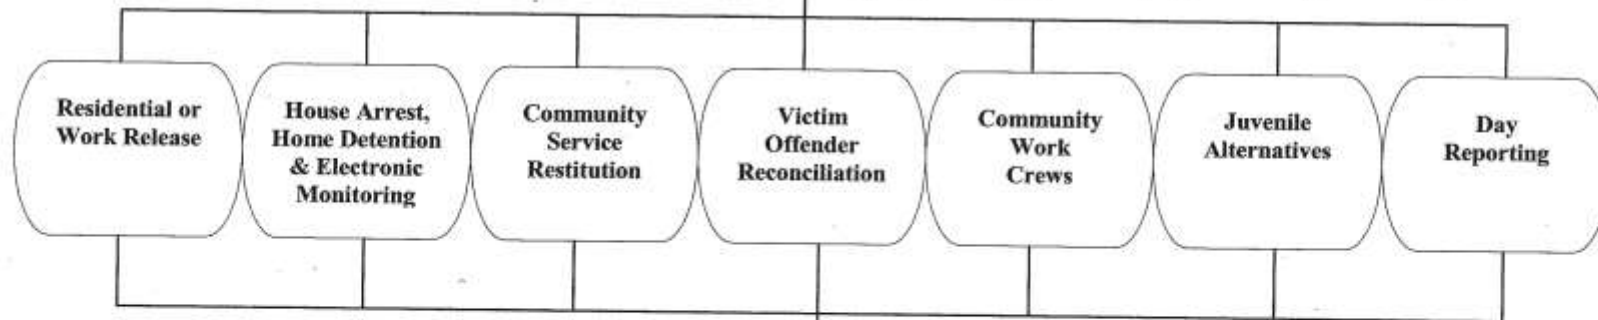 Residential or
Work Release
House Arrest,
Home Detention
& Electronic
Monitoring
Community
Service
Restitution
Victim
Offender
Reconciliation
Community
Work
Crews
Juvenile
Alternatives
Day
Reporting